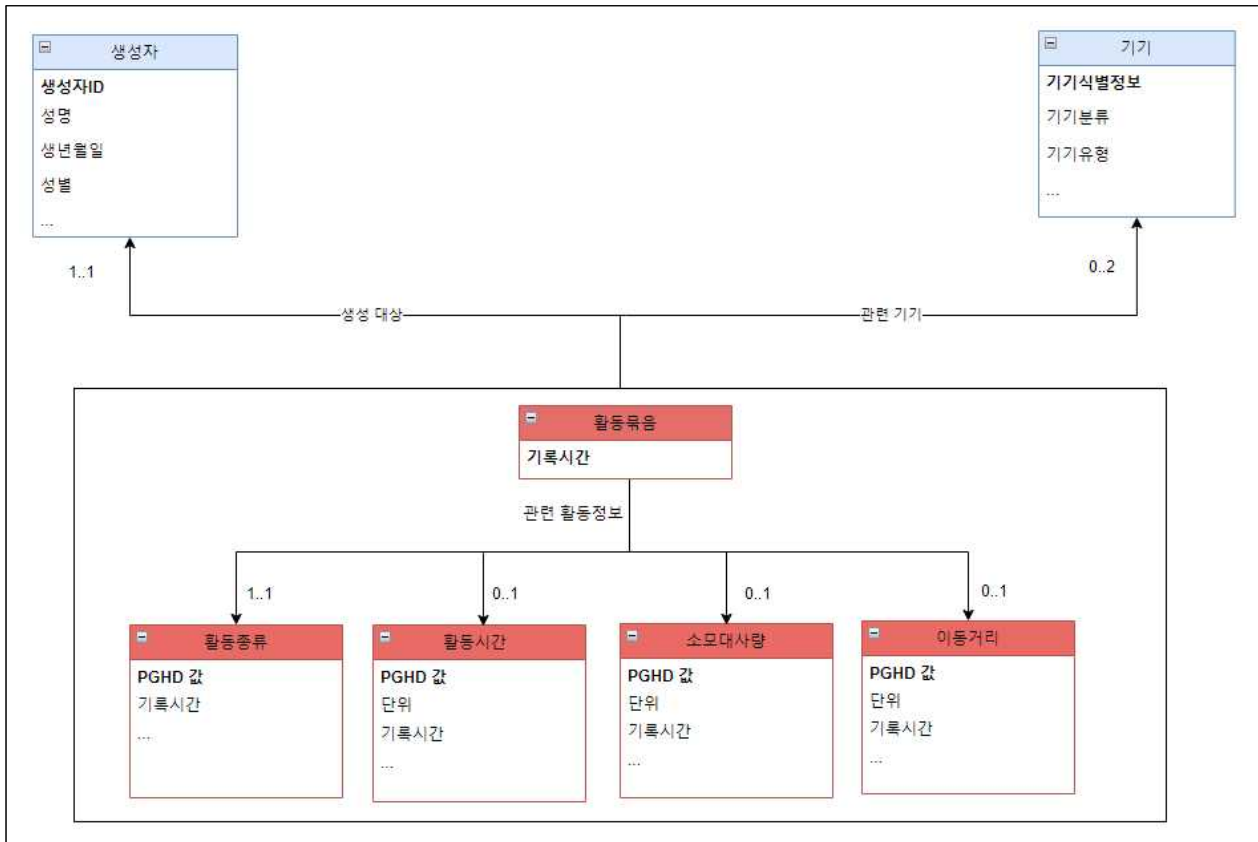 생성자
생성자ID
성명
생년월일
성별
...
기기
기기식별정보
기기분류
기기유형
...
1..1
0..2
생성 대상
관련 기기
활동묶음
기록시간
관련 활동정보
1..1
0..1
0..1
0..1
활동종류
PGHD 값
기록시간
...
활동시간
PGHD 값
단위
기록시간
...
소모대사량
PGHD 값
단위
기록시간
...
이동거리
PGHD 값
단위
기록시간
...